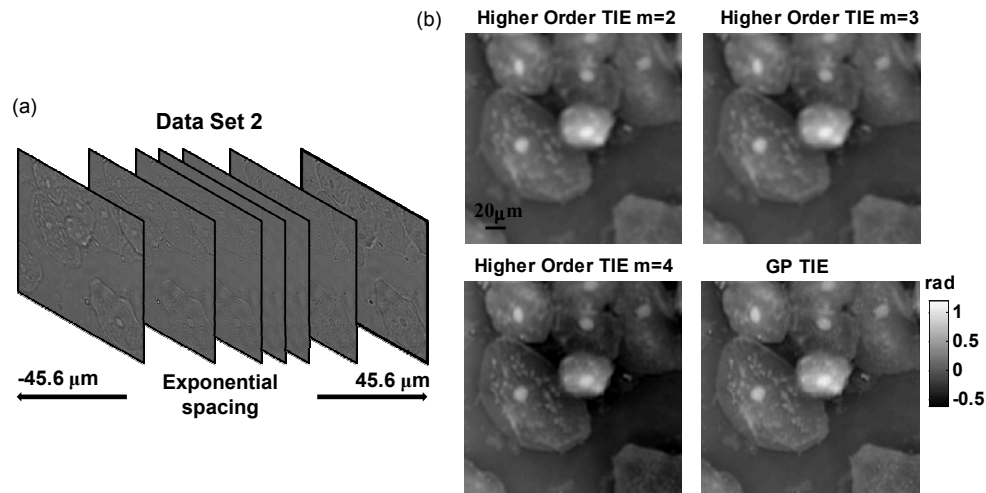 (a)
Data Set 2
-45.6 µm
Exponential
spacing
45.6 µm
(b)
Higher Order TIE m=2
Higher Order TIE m=3
20µm
Higher Order TIE m=4
GP TIE
rad
1
0.5
0
-0.5